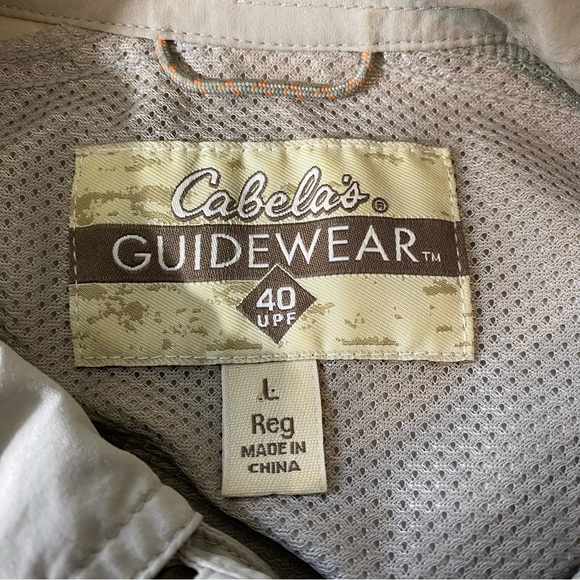 Cabela's®
GUIDEWEAR™
40
UPF
L
Reg
MADE IN
CHINA